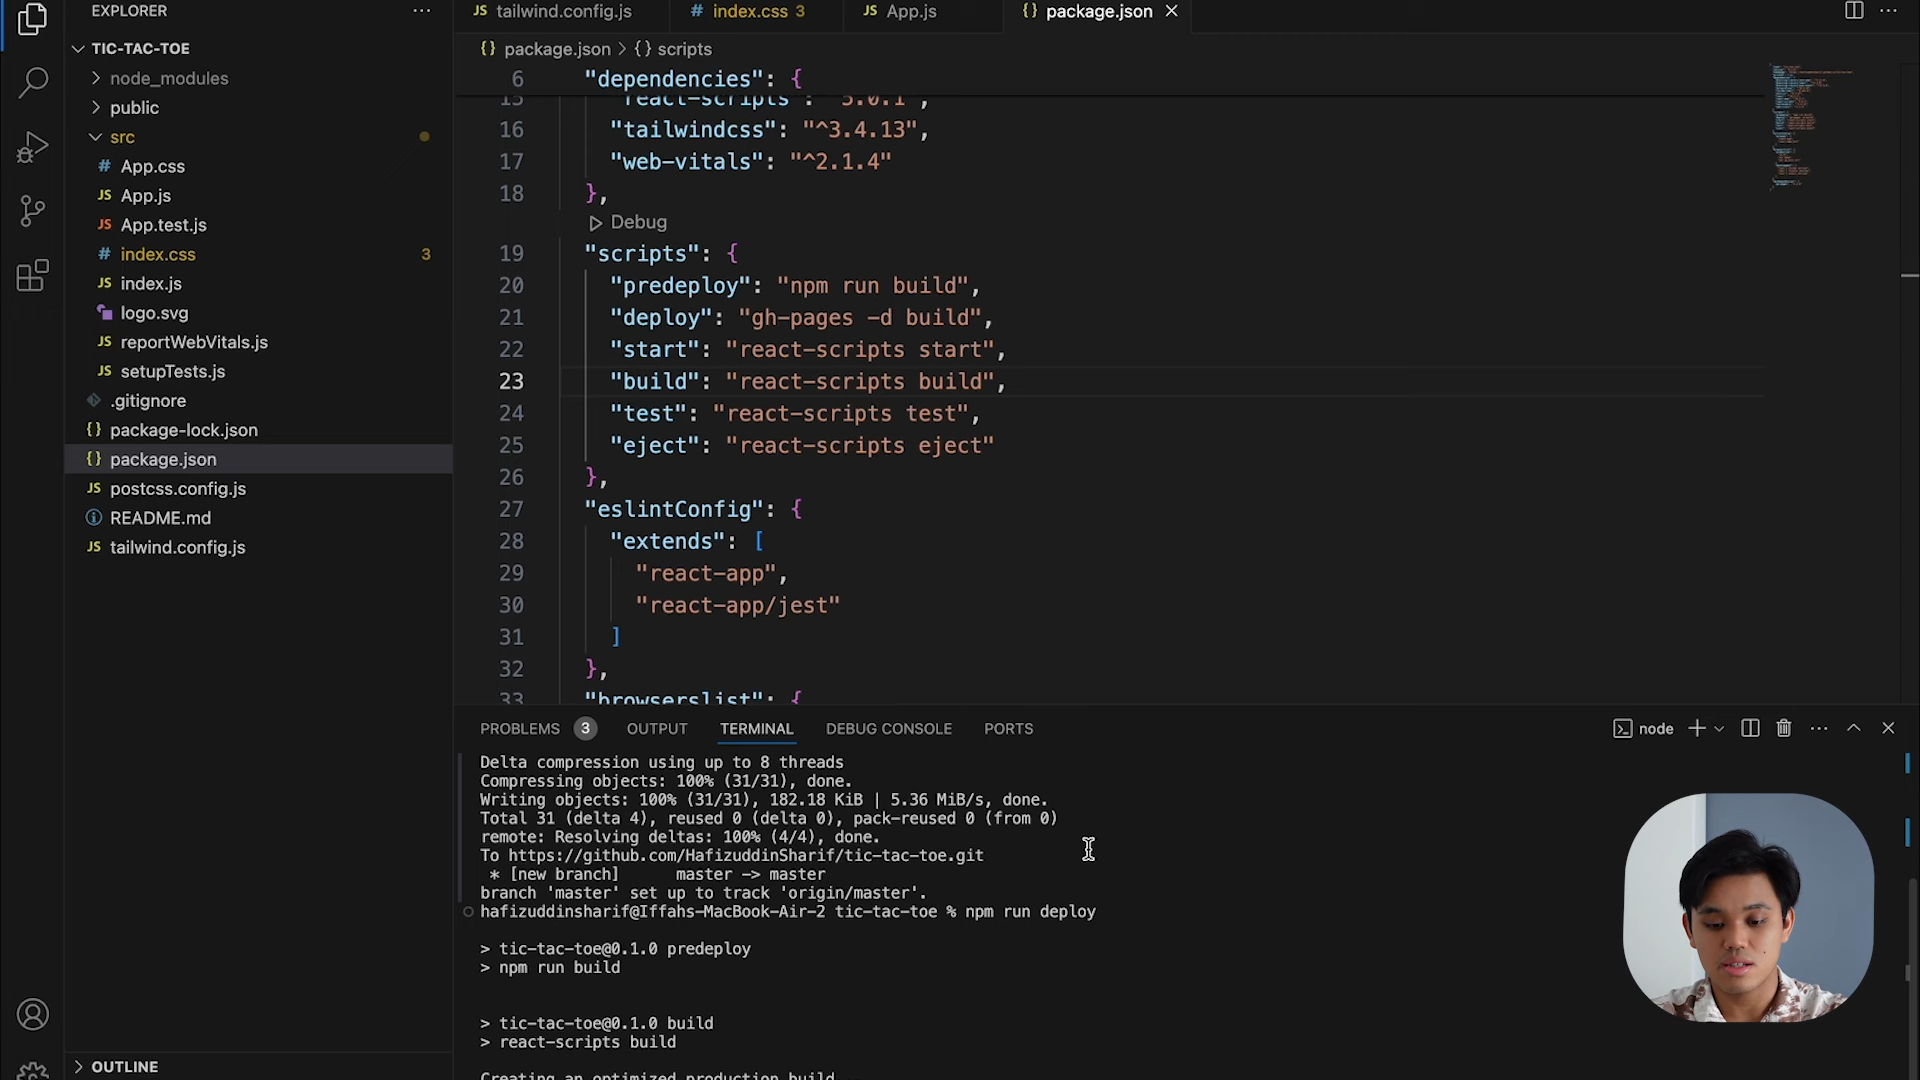 EXPLORER
tailwind.config.js
index.css 3
App.js
package.json
TIC-TAC-TOE
node_modules
public
src
App.css
App.js
App.test.js
index.css 3
index.js
logo.svg
reportWebVitals.js
setupTests.js
.gitignore
package-lock.json
package.json
postcss.config.js
README.md
tailwind.config.js
OUTLINE
{} package.json > {} scripts
6 "dependencies": {
15 "react-scripts": "5.0.1",
16 "tailwindcss": "^3.4.13",
17 "web-vitals": "^2.1.4"
18 },
Debug
19 "scripts": {
20 "predeploy": "npm run build",
21 "deploy": "gh-pages -d build",
22 "start": "react-scripts start",
23 "build": "react-scripts build",
24 "test": "react-scripts test",
25 "eject": "react-scripts eject"
26 },
27 "eslintConfig": {
28 "extends": [
29 "react-app",
30 "react-app/jest"
31 ]
32 },
33 "browserslist": {
PROBLEMS 3 OUTPUT TERMINAL DEBUG CONSOLE PORTS
node
Delta compression using up to 8 threads
Compressing objects: 100% (31/31), done.
Writing objects: 100% (31/31), 182.18 KiB | 5.36 MiB/s, done.
Total 31 (delta 4), reused 0 (delta 0), pack-reused 0 (from 0)
remote: Resolving deltas: 100% (4/4), done.
To https://github.com/HafizuddinSharif/tic-tac-toe.git
* [new branch] master -> master
branch 'master' set up to track 'origin/master'.
hafizuddinsharif@Iffahs-MacBook-Air-2 tic-tac-toe % npm run deploy
> tic-tac-toe@0.1.0 predeploy
> npm run build
> tic-tac-toe@0.1.0 build
> react-scripts build
Creating an optimized production build